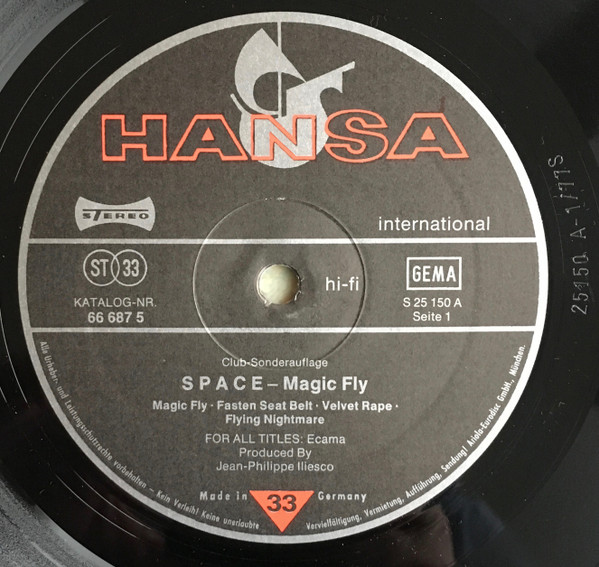 HANSA
STEREO
international
ST 33
hi-fi
GEMA
KATALOG-NR.
66 687 5
S 25 150 A
Seite 1
Club-Sonderauflage
SPACE – Magic Fly
Magic Fly · Fasten Seat Belt · Velvet Rape ·
Flying Nightmare
FOR ALL TITLES: Ecama
Produced By
Jean-Philippe Iliesco
Made in 33 Germany
Alle Urheber- und Leistungsschutzrechte vorbehalten – Kein Verleih! Keine unerlaubte Vervielfältigung, Vermietung, Aufführung, Sendung! Ariola-Eurodisc GmbH, München.
25150 A-1/77S